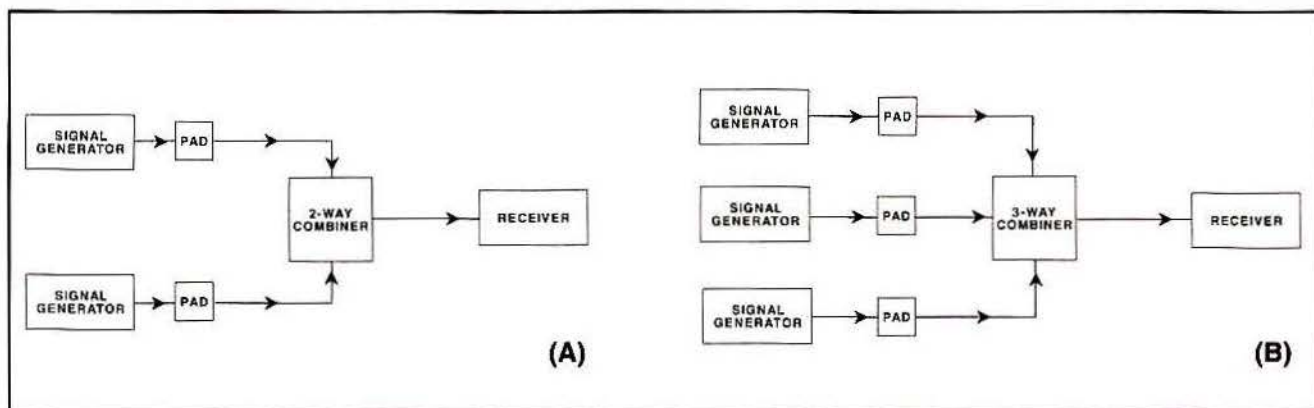 SIGNAL
GENERATOR
PAD
2-WAY
COMBINER
RECEIVER
SIGNAL
GENERATOR
PAD
(A)
SIGNAL
GENERATOR
PAD
SIGNAL
GENERATOR
PAD
3-WAY
COMBINER
RECEIVER
SIGNAL
GENERATOR
PAD
(B)